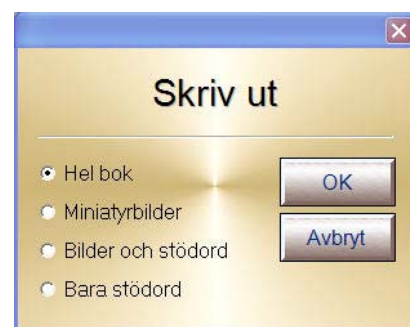 Skriv ut
Hel bok
OK
Miniatyrbilder
Avbryt
Bilder och stödord
Bara stödord